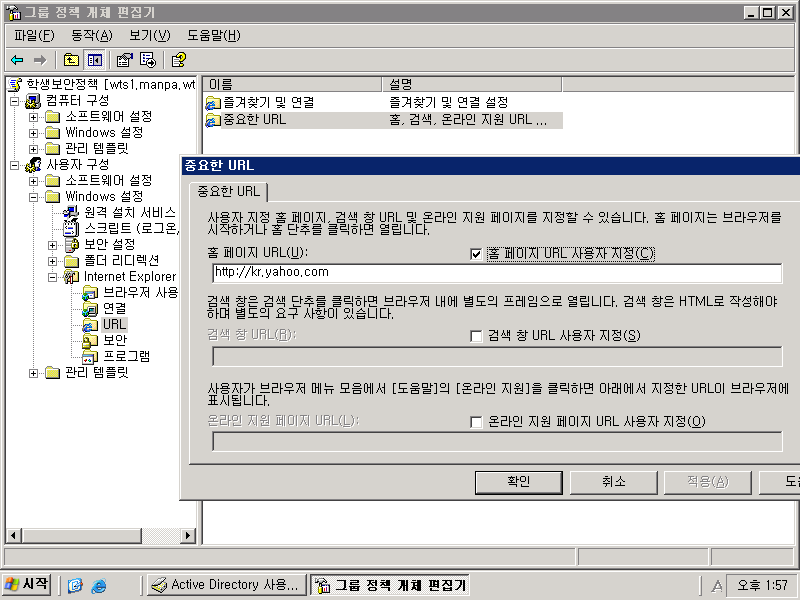 그룹 정책 개체 편집기
파일(F) 동작(A) 보기(V) 도움말(H)
학생보안정책 [wts1.manpa.wt
컴퓨터 구성
소프트웨어 설정
Windows 설정
관리 템플릿
사용자 구성
소프트웨어 설정
Windows 설정
원격 설치 서비스
스크립트 (로그온,
보안 설정
폴더 리디렉션
Internet Explorer
브라우저 사용
연결
URL
보안
프로그램
관리 템플릿
이름 설명
즐겨찾기 및 연결 즐겨찾기 및 연결 설정
중요한 URL 홈, 검색, 온라인 지원 URL ...
중요한 URL
중요한 URL
사용자 지정 홈 페이지, 검색 창 URL 및 온라인 지원 페이지를 지정할 수 있습니다. 홈 페이지는 브라우저를
시작하거나 홈 단추를 클릭하면 열립니다.
홈 페이지 URL(U): 홈 페이지 URL 사용자 지정(C)
http://kr.yahoo.com
검색 창은 검색 단추를 클릭하면 브라우저 내에 별도의 프레임으로 열립니다. 검색 창은 HTML로 작성해야
하며 별도의 요구 사항이 있습니다.
검색 창 URL(R): 검색 창 URL 사용자 지정(S)
사용자가 브라우저 메뉴 모음에서 [도움말]의 [온라인 지원]을 클릭하면 아래에서 지정한 URL이 브라우저에
표시됩니다.
온라인 지원 페이지 URL(L): 온라인 지원 페이지 URL 사용자 지정(O)
확인 취소 적용(A) 도움
시작 Active Directory 사용... 그룹 정책 개체 편집기 A 오후 1:57